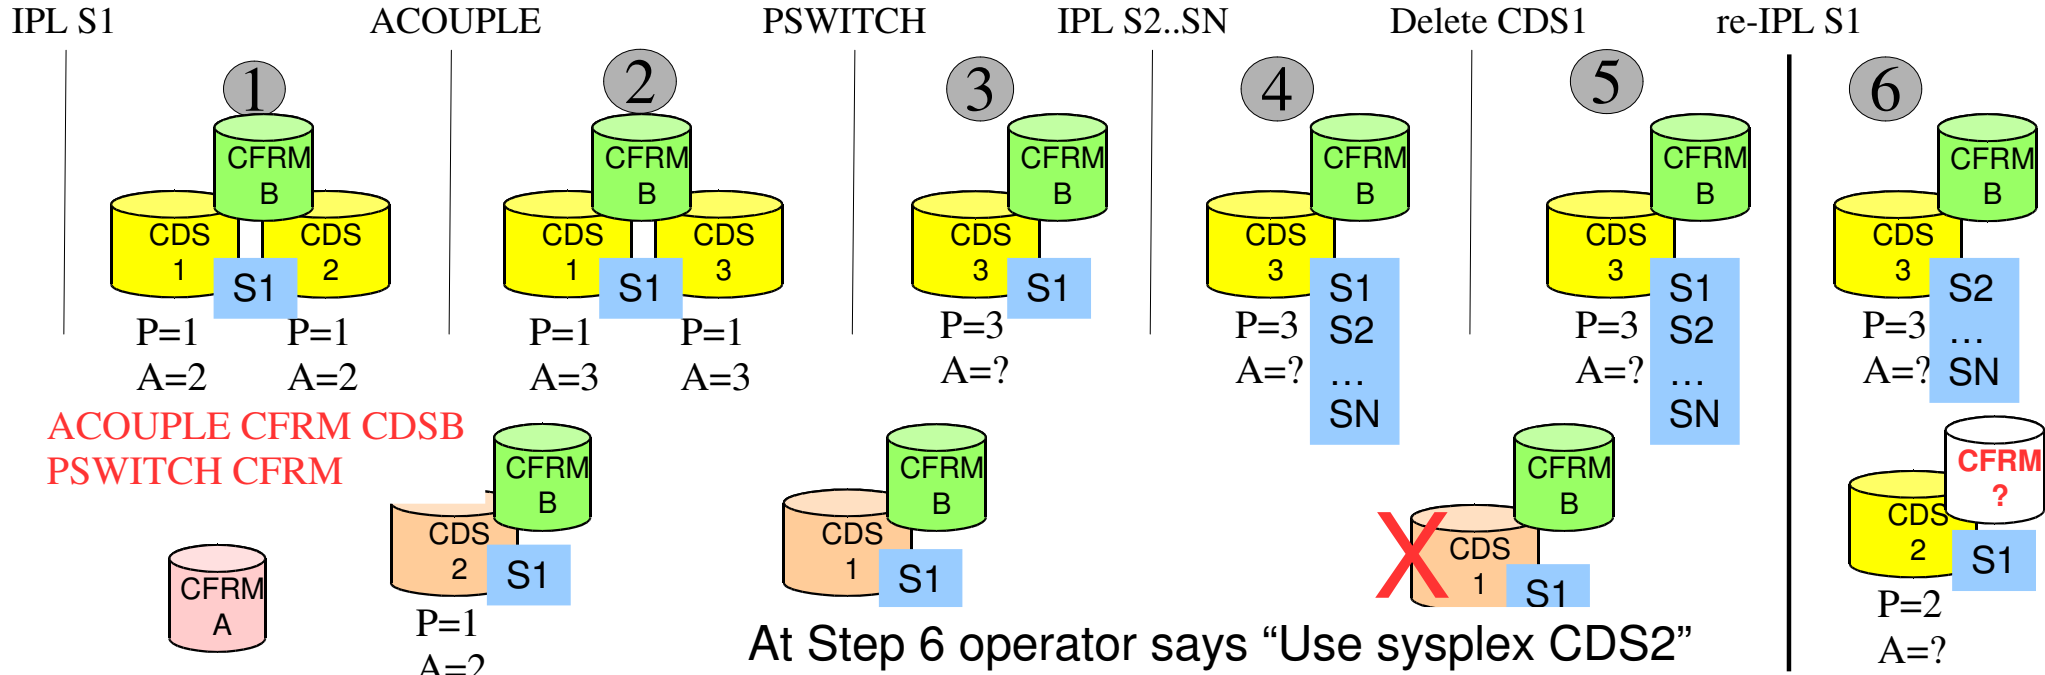 IPL S1
ACOUPLE
PSWITCH
IPL S2..SN
Delete CDS1
re-IPL S1
1
2
3
4
5
6
CFRM
B
CDS
1
CDS
2
S1
P=1
A=2
P=1
A=2
CFRM
B
CDS
1
CDS
3
S1
P=1
A=3
P=1
A=3
CFRM
B
CDS
3
S1
P=3
A=?
CFRM
B
CDS
3
S1
S2
...
SN
P=3
A=?
CFRM
B
CDS
3
S1
S2
...
SN
P=3
A=?
CFRM
B
CDS
3
S2
...
SN
P=3
A=?
ACOUPLE CFRM CDSB
PSWITCH CFRM
CFRM
A
CFRM
B
CDS
2
S1
P=1
A=2
CFRM
B
CDS
1
S1
X
CFRM
B
CDS
1
S1
CFRM
?
CDS
2
S1
P=2
A=?
At Step 6 operator says “Use sysplex CDS2”